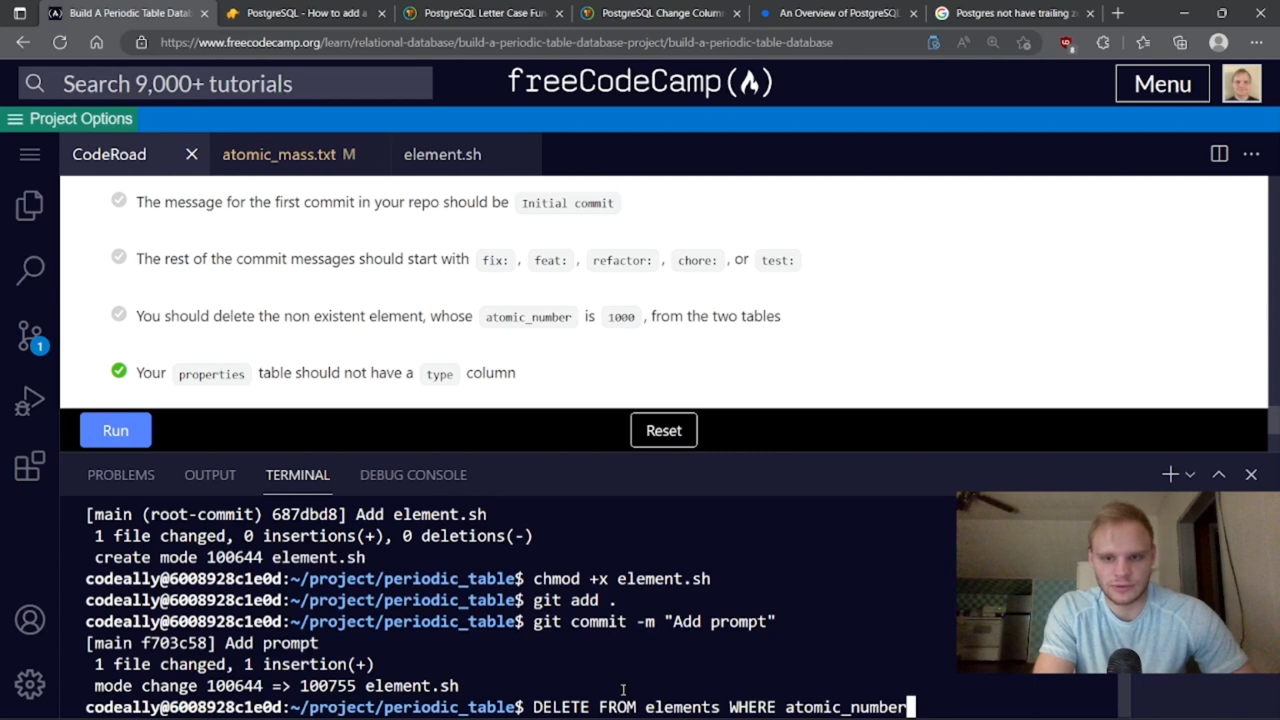 Build A Periodic Table Datab
PostgreSQL - How to add a
PostgreSQL Letter Case Fun
PostgreSQL Change Column
An Overview of PostgreSQL
Postgres not have trailing z
https://www.freecodecamp.org/learn/relational-database/build-a-periodic-table-database-project/build-a-periodic-table-database
Search 9,000+ tutorials
freeCodeCamp
Menu
Project Options
CodeRoad
atomic_mass.txt M
element.sh
The message for the first commit in your repo should be Initial commit
The rest of the commit messages should start with fix: , feat: , refactor: , chore: , or test:
You should delete the non existent element, whose atomic_number is 1000 , from the two tables
Your properties table should not have a type column
1
Run
Reset
PROBLEMS OUTPUT TERMINAL DEBUG CONSOLE
[main (root-commit) 687dbd8] Add element.sh
1 file changed, 0 insertions(+), 0 deletions(-)
create mode 100644 element.sh
codeally@6008928c1e0d:~/project/periodic_table$ chmod +x element.sh
codeally@6008928c1e0d:~/project/periodic_table$ git add .
codeally@6008928c1e0d:~/project/periodic_table$ git commit -m "Add prompt"
[main f703c58] Add prompt
1 file changed, 1 insertion(+)
mode change 100644 => 100755 element.sh
codeally@6008928c1e0d:~/project/periodic_table$ DELETE FROM elements WHERE atomic_number